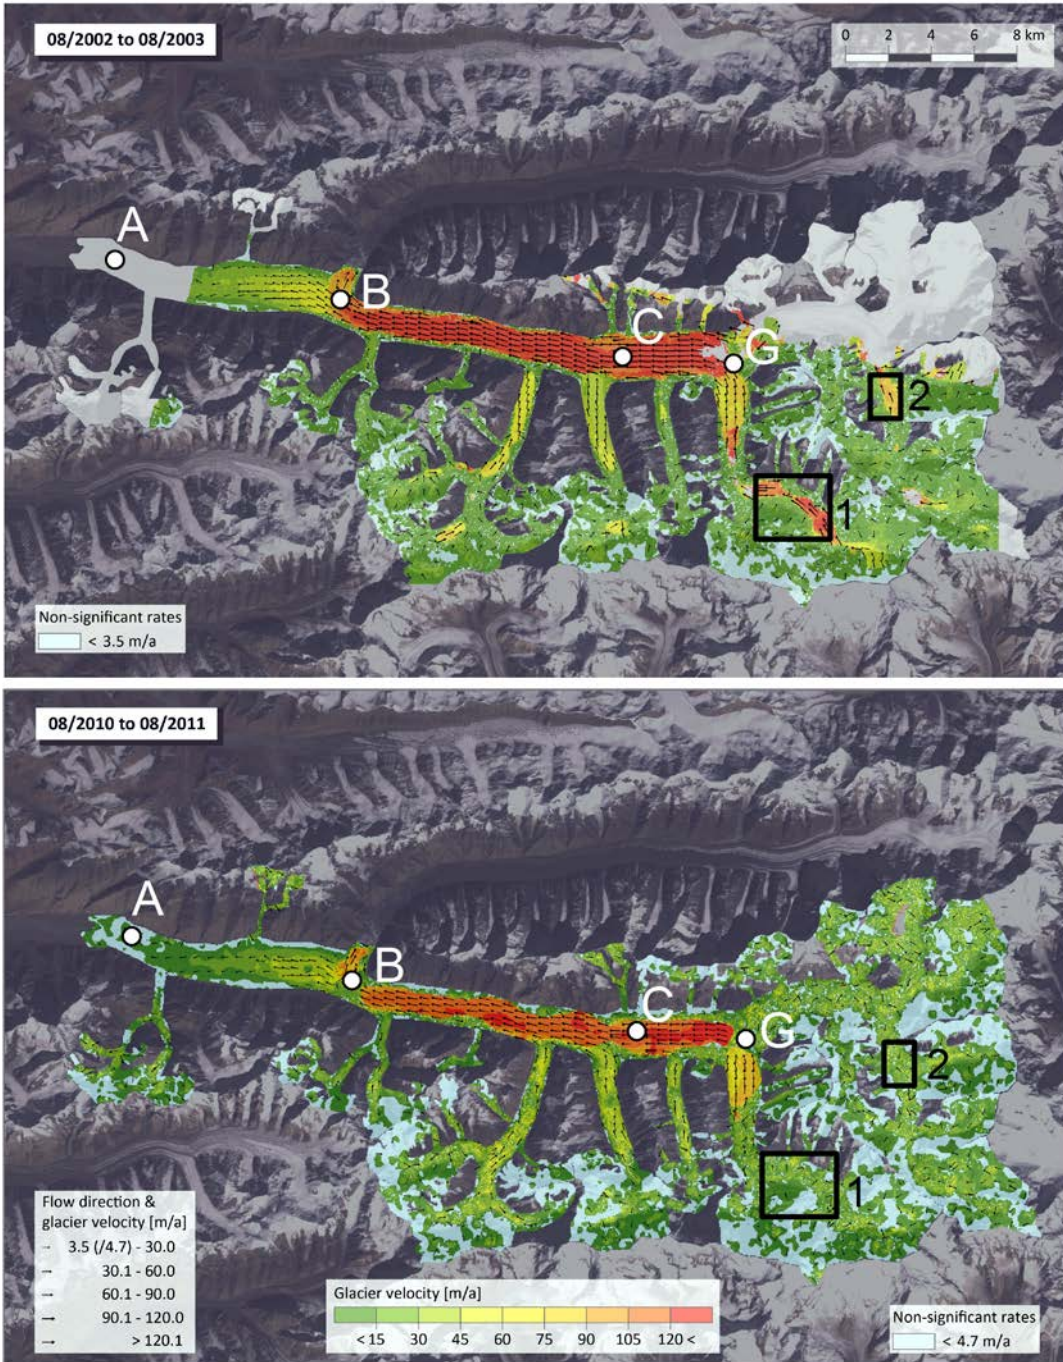 08/2002 to 08/2003
0 2 4 6 8 km
A
B
C
G
2
1
Non-significant rates
< 3.5 m/a
08/2010 to 08/2011
A
B
C
G
2
1
Flow direction &
glacier velocity [m/a]
3.5 (/4.7) - 30.0
30.1 - 60.0
60.1 - 90.0
90.1 - 120.0
> 120.1
Glacier velocity [m/a]
< 15 30 45 60 75 90 105 120 <
Non-significant rates
< 4.7 m/a